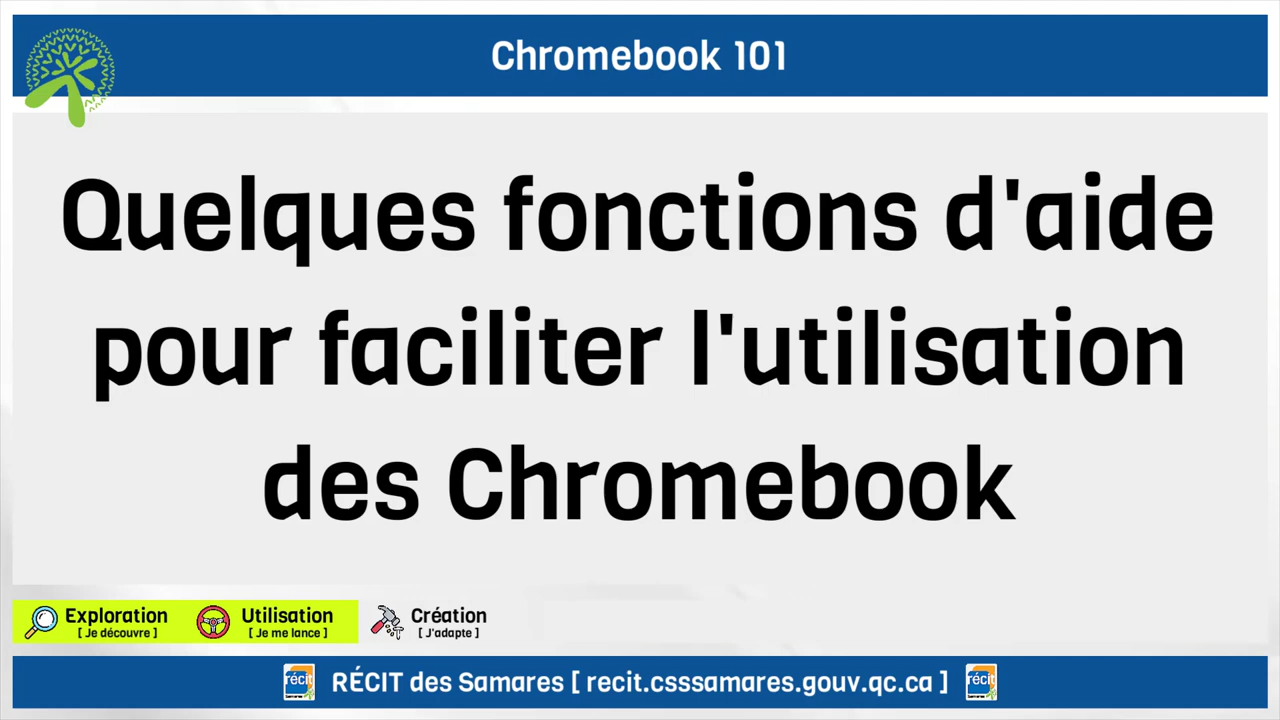 Chromebook 101
Quelques fonctions d'aide
pour faciliter l'utilisation
des Chromebook
Exploration
[ Je découvre ]
Utilisation
[ Je me lance ]
Création
[ J'adapte ]
récit
RÉCIT des Samares [ recit.csssamares.gouv.qc.ca ]
récit